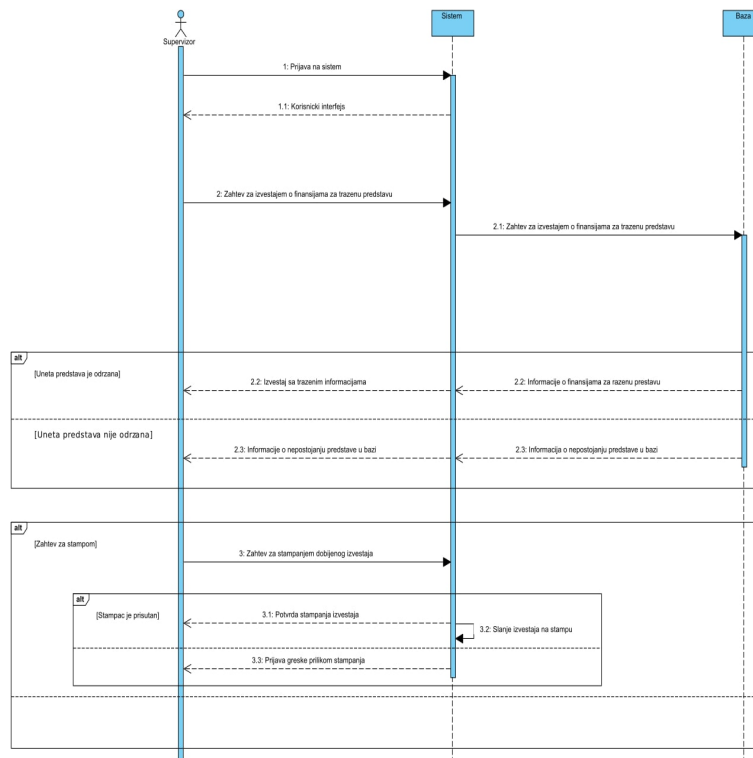 Supervizor
Sistem
Baza
1: Prijava na sistem
1.1: Korisnicki interfejs
2: Zahtev za izvestajem o finansijama za trazenu predstavu
2.1: Zahtev za izvestajem o finansijama za trazenu predstavu
alt
[Uneta predstava je odrzana]
2.2: Izvestaj sa trazenim informacijama
2.2: Informacije o finansijama za razenu prestavu
[Uneta predstava nije odrzana]
2.3: Informacije o nepostojanju predstave u bazi
2.3: Informacija o nepostojanju predstave u bazi
alt
[Zahtev za stampom]
3: Zahtev za stampanjem dobijenog izvestaja
alt
[Stampac je prisutan]
3.1: Potvrda stampanja izvestaja
3.2: Slanje izvestaja na stampu
3.3: Prijava greske prilikom stampanja